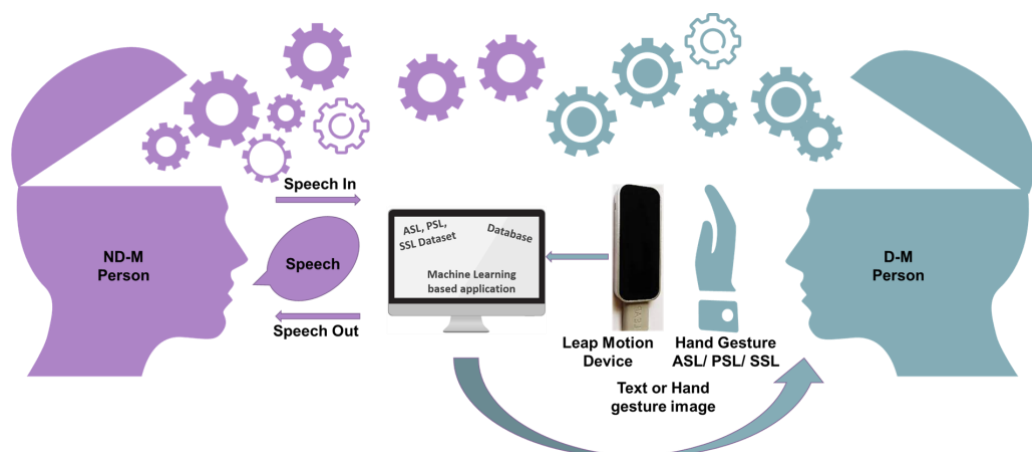 Speech In
ND-M
Person
Speech
Speech Out
ASL, PSL,
SSL Dataset
Database
Machine Learning
based application
Leap Motion
Device
Hand Gesture
ASL/ PSL/ SSL
D-M
Person
Text or Hand
gesture image